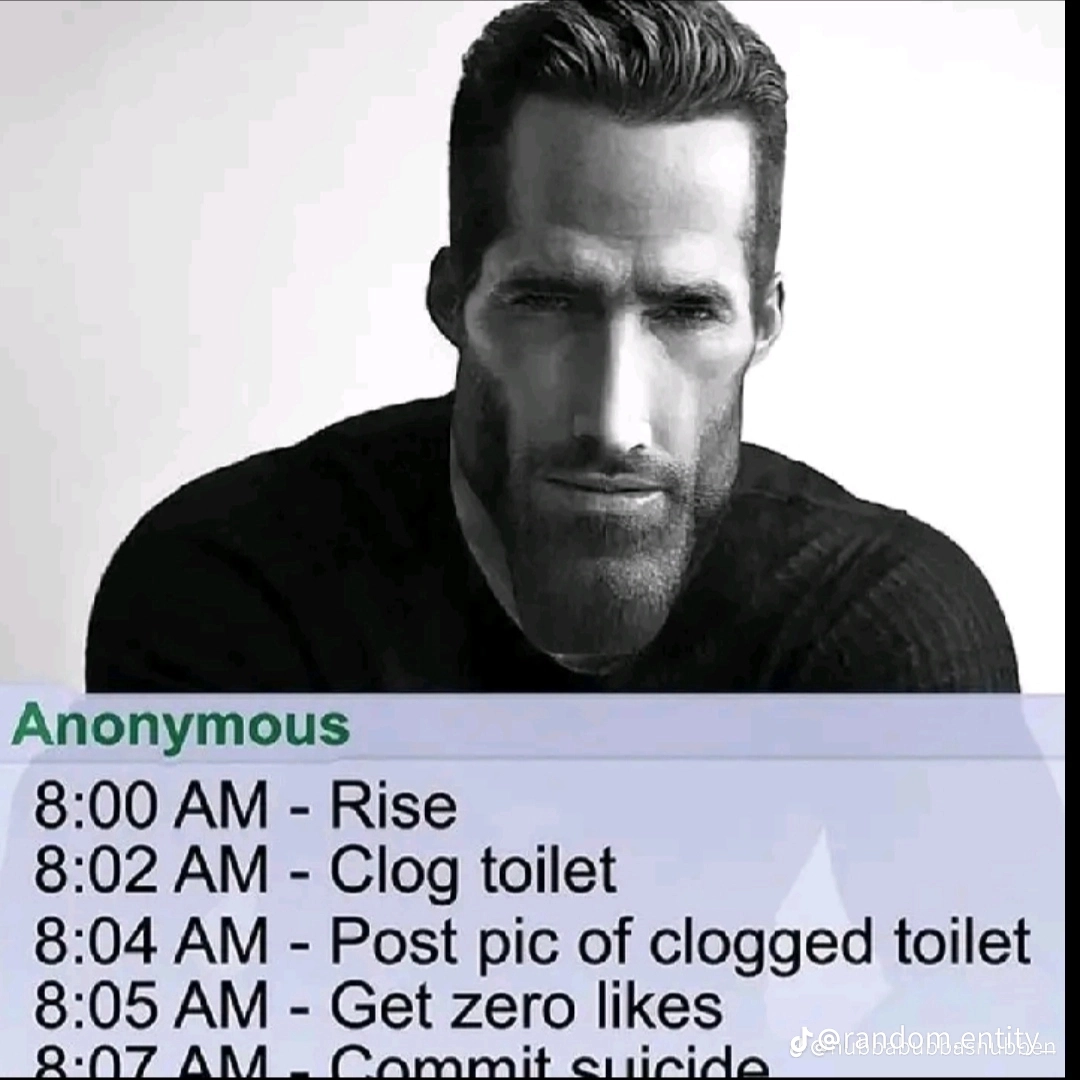 Anonymous
8:00 AM - Rise
8:02 AM - Clog toilet
8:04 AM - Post pic of clogged toilet
8:05 AM - Get zero likes
8:07 AM - Commit suicide
@random.entity